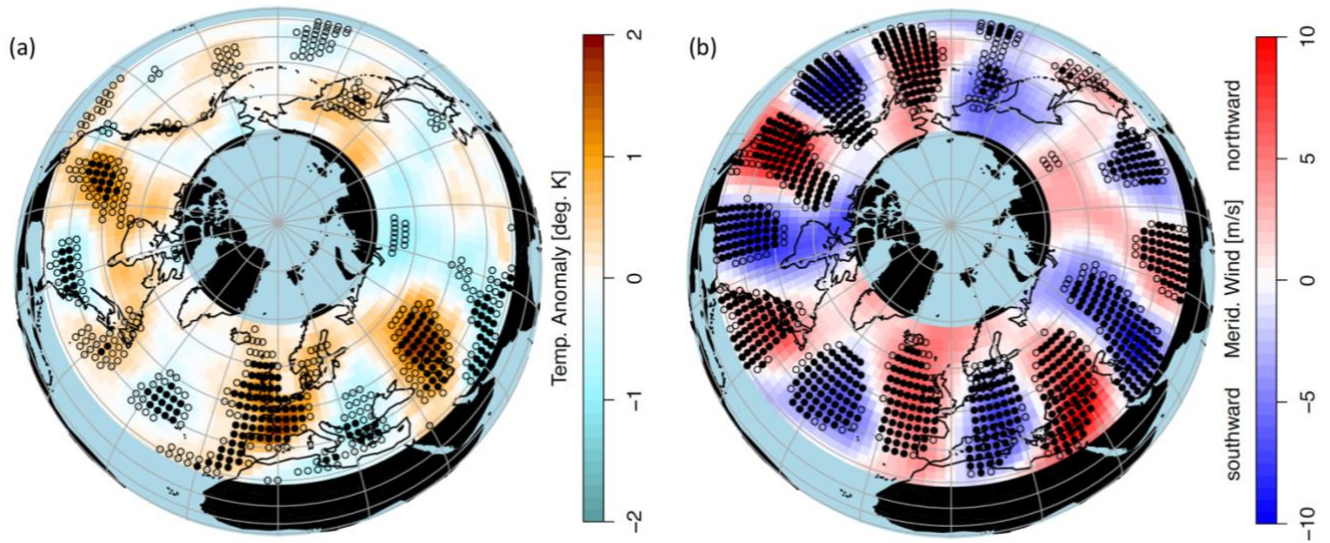 (a)
2
1
0
−1
−2
Temp. Anomaly [deg. K]
(b)
10
5
0
−5
−10
southward Merid. Wind [m/s] northward